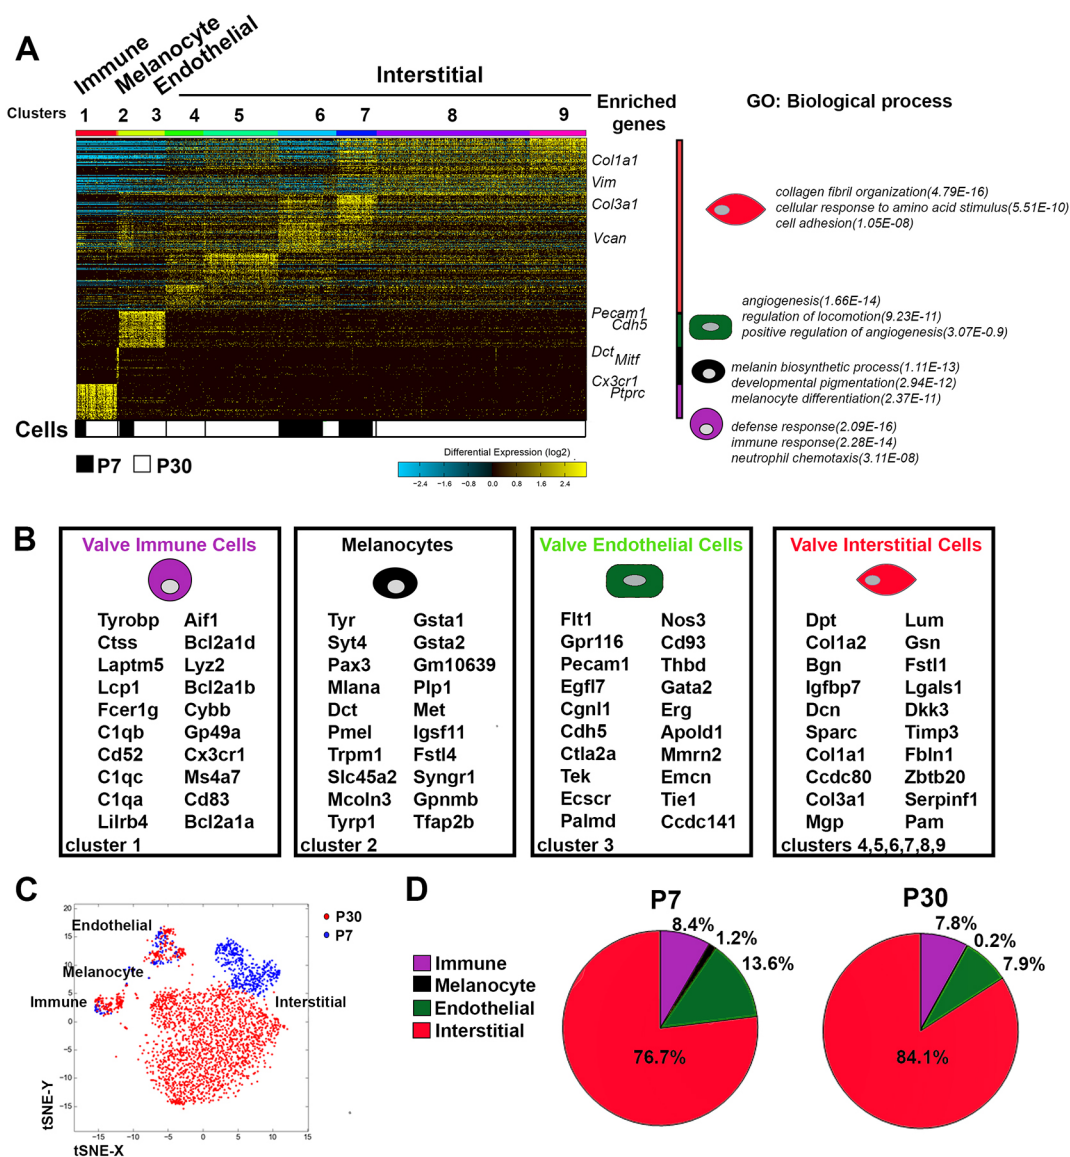 A
Immune
Melanocyte
Endothelial
Interstitial
Clusters 1 2 3 4 5 6 7 8 9
Enriched genes
GO: Biological process
Col1a1
Vim
Col3a1
Vcan
Pecam1
Cdh5
Dct
Mitf
Cx3cr1
Ptprc
collagen fibril organization(4.79E-16)
cellular response to amino acid stimulus(5.51E-10)
cell adhesion(1.05E-08)
angiogenesis(1.66E-14)
regulation of locomotion(9.23E-11)
positive regulation of angiogenesis(3.07E-0.9)
melanin biosynthetic process(1.11E-13)
developmental pigmentation(2.94E-12)
melanocyte differentiation(2.37E-11)
defense response(2.09E-16)
immune response(2.28E-14)
neutrophil chemotaxis(3.11E-08)
Cells
P7 P30
Differential Expression (log2)
−2.4 −1.6 −0.8 0.0 0.8 1.6 2.4
B
Valve Immune Cells
Tyrobp Aif1
Ctss Bcl2a1d
Laptm5 Lyz2
Lcp1 Bcl2a1b
Fcer1g Cybb
C1qb Gp49a
Cd52 Cx3cr1
C1qc Ms4a7
C1qa Cd83
Lilrb4 Bcl2a1a
cluster 1
Melanocytes
Tyr Gsta1
Syt4 Gsta2
Pax3 Gm10639
Mlana Plp1
Dct Met
Pmel Igsf11
Trpm1 Fstl4
Slc45a2 Syngr1
Mcoln3 Gpnmb
Tyrp1 Tfap2b
cluster 2
Valve Endothelial Cells
Flt1 Nos3
Gpr116 Cd93
Pecam1 Thbd
Egfl7 Gata2
Cgnl1 Erg
Cdh5 Apold1
Ctla2a Mmrn2
Tek Emcn
Ecscr Tie1
Palmd Ccdc141
cluster 3
Valve Interstitial Cells
Dpt Lum
Col1a2 Gsn
Bgn Fstl1
Igfbp7 Lgals1
Dcn Dkk3
Sparc Timp3
Col1a1 Fbln1
Ccdc80 Zbtb20
Col3a1 Serpinf1
Mgp Pam
clusters 4,5,6,7,8,9
C
20
15
10
5
0
−5
−10
−15
−15 −10 −5 0 5 10 15
tSNE-Y
tSNE-X
Endothelial
Melanocyte
Immune
Interstitial
P30
P7
D
Immune
Melanocyte
Endothelial
Interstitial
P7
8.4%
1.2%
13.6%
76.7%
P30
7.8%
0.2%
7.9%
84.1%